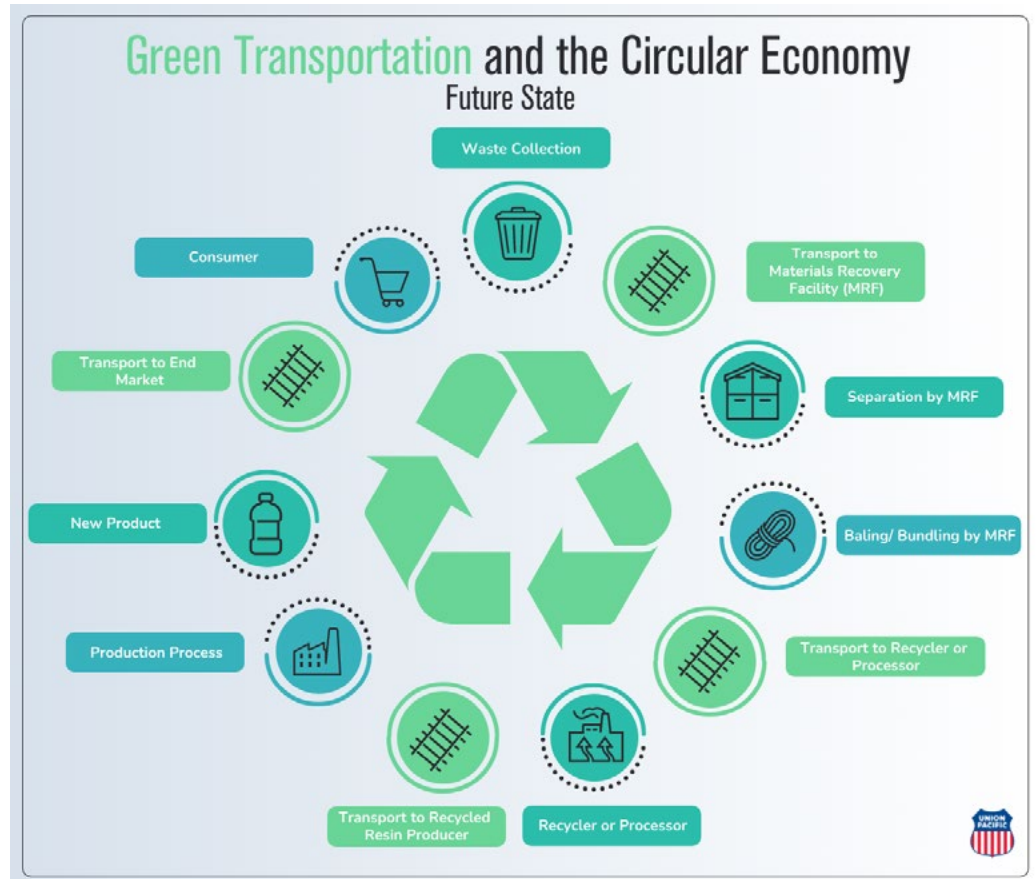 Green Transportation and the Circular Economy
Future State
Waste Collection
Transport to
Materials Recovery
Facility (MRF)
Separation by MRF
Baling/ Bundling by MRF
Transport to Recycler or
Processor
Recycler or Processor
Transport to Recycled
Resin Producer
Production Process
New Product
Transport to End
Market
Consumer
UNION
PACIFIC